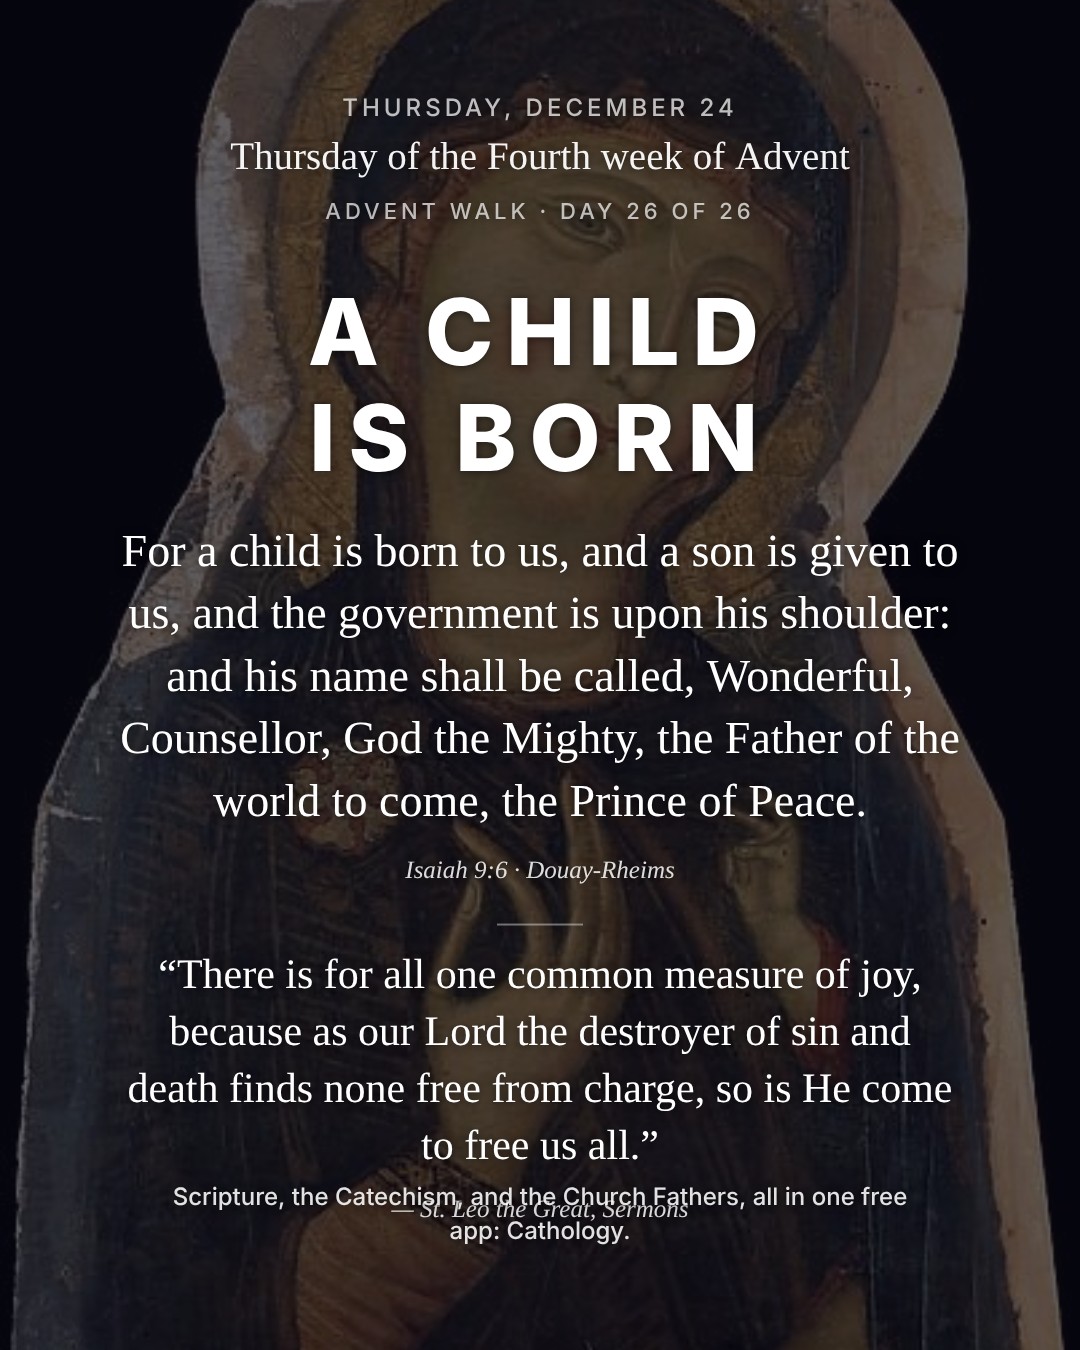 THURSDAY, DECEMBER 24
Thursday of the Fourth week of Advent
ADVENT WALK · DAY 26 OF 26
A CHILD
IS BORN
For a child is born to us, and a son is given to
us, and the government is upon his shoulder:
and his name shall be called, Wonderful,
Counsellor, God the Mighty, the Father of the
world to come, the Prince of Peace.
Isaiah 9:6 · Douay-Rheims
“There is for all one common measure of joy,
because as our Lord the destroyer of sin and
death finds none free from charge, so is He come
to free us all.”
Scripture, the Catechism, and the Church Fathers, all in one free
— St. Leo the Great, Sermons
app: Cathology.